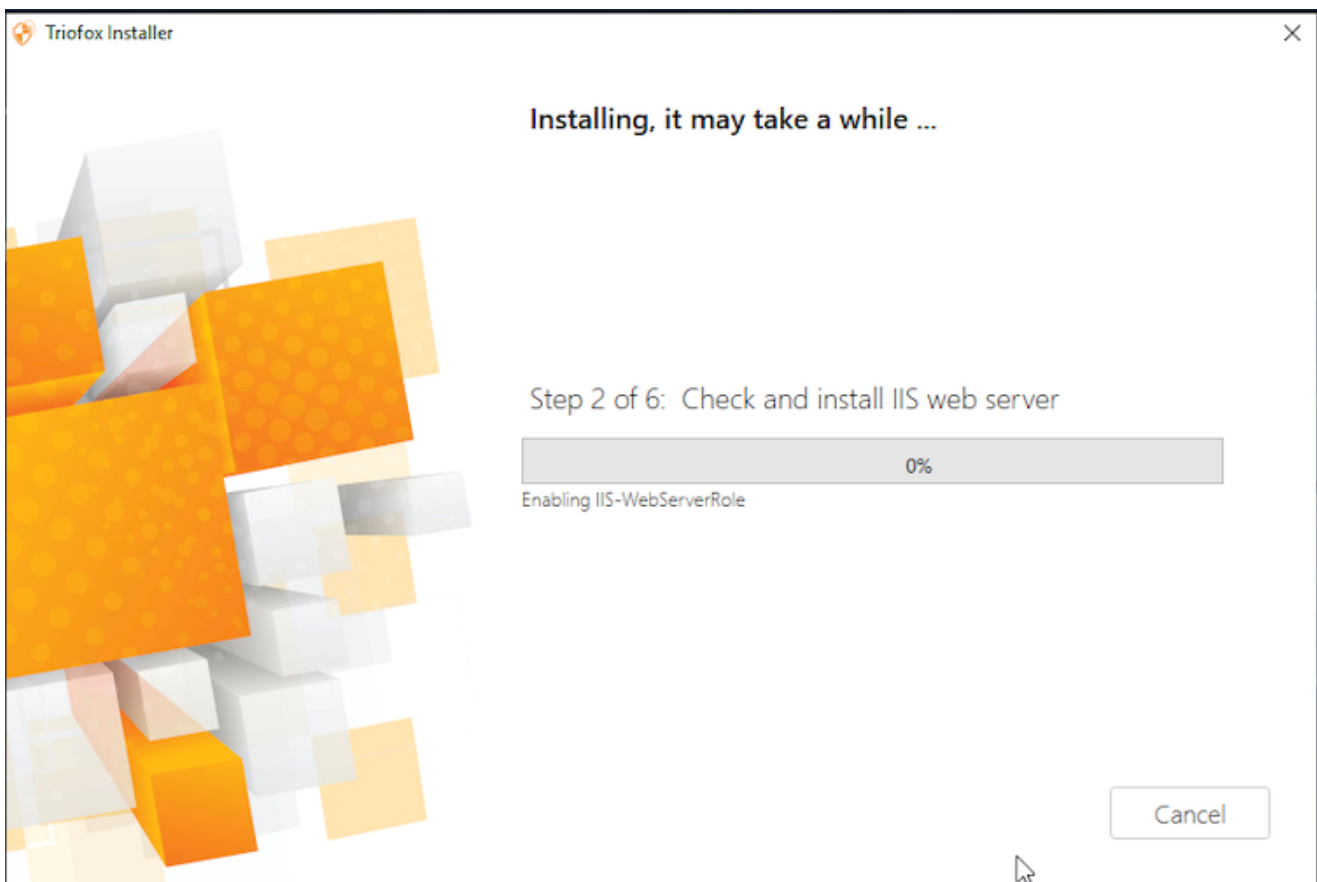 Triofox Installer
Installing, it may take a while ...
Step 2 of 6: Check and install IIS web server
0%
Enabling IIS-WebServerRole
Cancel